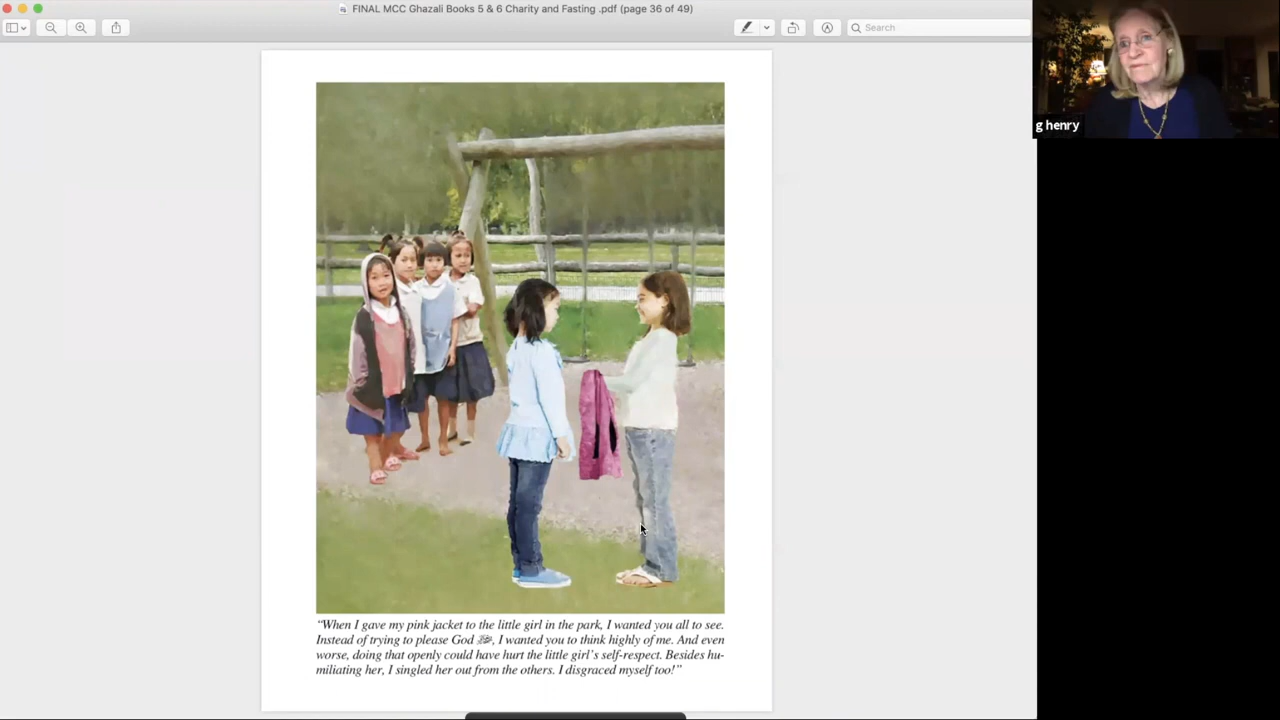 FINAL MCC Ghazali Books 5 & 6 Charity and Fasting .pdf (page 36 of 49)
Search
g henry
“When I gave my pink jacket to the little girl in the park, I wanted you all to see.
Instead of trying to please God ﷻ, I wanted you to think highly of me. And even
worse, doing that openly could have hurt the little girl’s self-respect. Besides hu-
miliating her, I singled her out from the others. I disgraced myself too!”